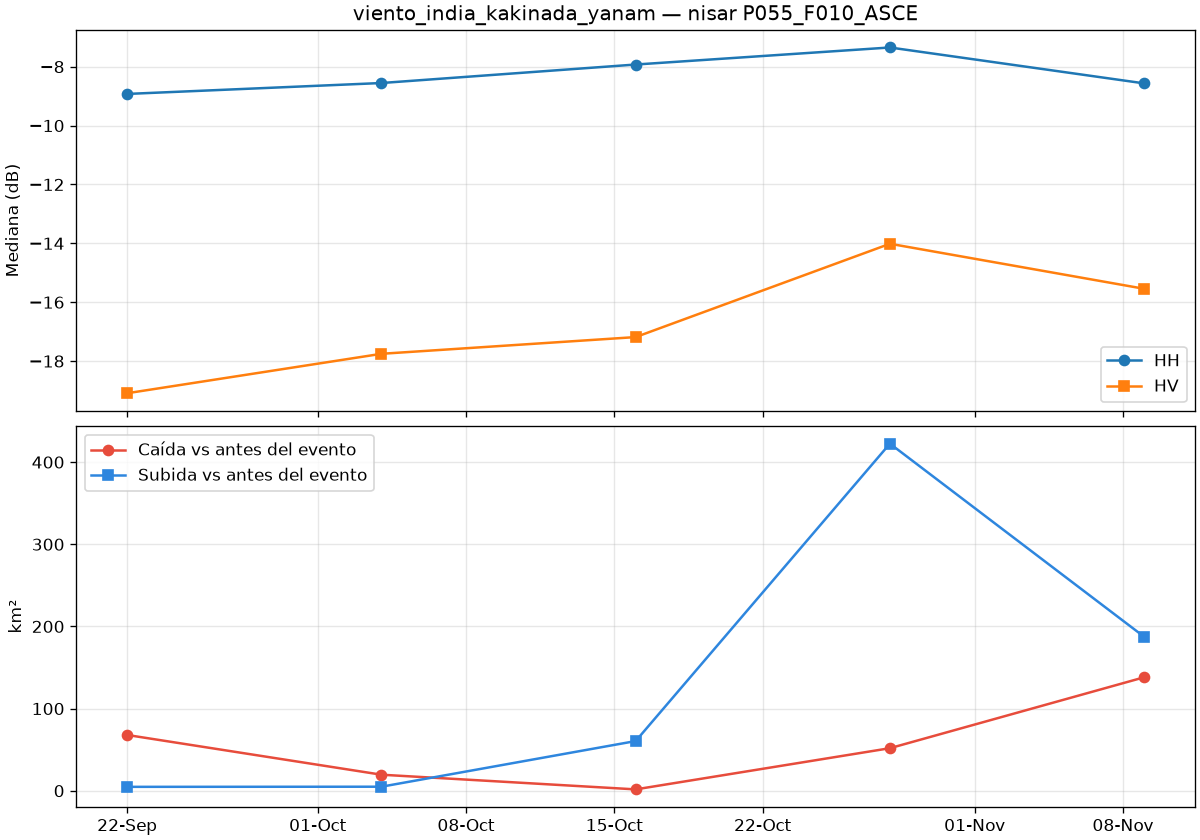 viento_india_kakinada_yanam — nisar P055_F010_ASCE
−8
−10
−12
−14
−16
−18
Mediana (dB)
HH
HV
Caída vs antes del evento
Subida vs antes del evento
400
300
200
100
0
km²
22-Sep
01-Oct
08-Oct
15-Oct
22-Oct
01-Nov
08-Nov